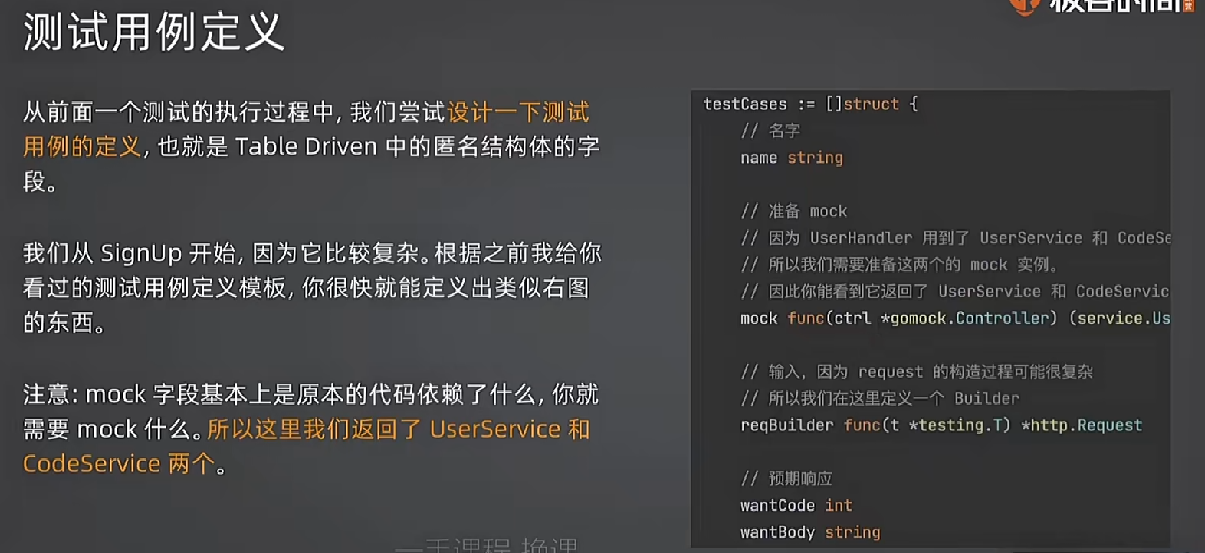 测试用例定义
从前面一个测试的执行过程中，我们尝试设计一下测试
用例的定义，也就是 Table Driven 中的匿名结构体的字
段。
我们从 SignUp 开始，因为它比较复杂。根据之前我给你
看过的测试用例定义模板，你很快就能定义出类似右图
的东西。
注意：mock 字段基本上是原本的代码依赖了什么，你就
需要 mock 什么。所以这里我们返回了 UserService 和
CodeService 两个。
testCases := []struct {
// 名字
name string
// 准备 mock
// 因为 UserHandler 用到了 UserService 和 CodeSe
// 所以我们需要准备这两个的 mock 实例。
// 因此你能看到它返回了 UserService 和 CodeServic
mock func(ctrl *gomock.Controller) (service.Us
// 输入，因为 request 的构造过程可能很复杂
// 所以我们在这里定义一个 Builder
reqBuilder func(t *testing.T) *http.Request
// 预期响应
wantCode int
wantBody string